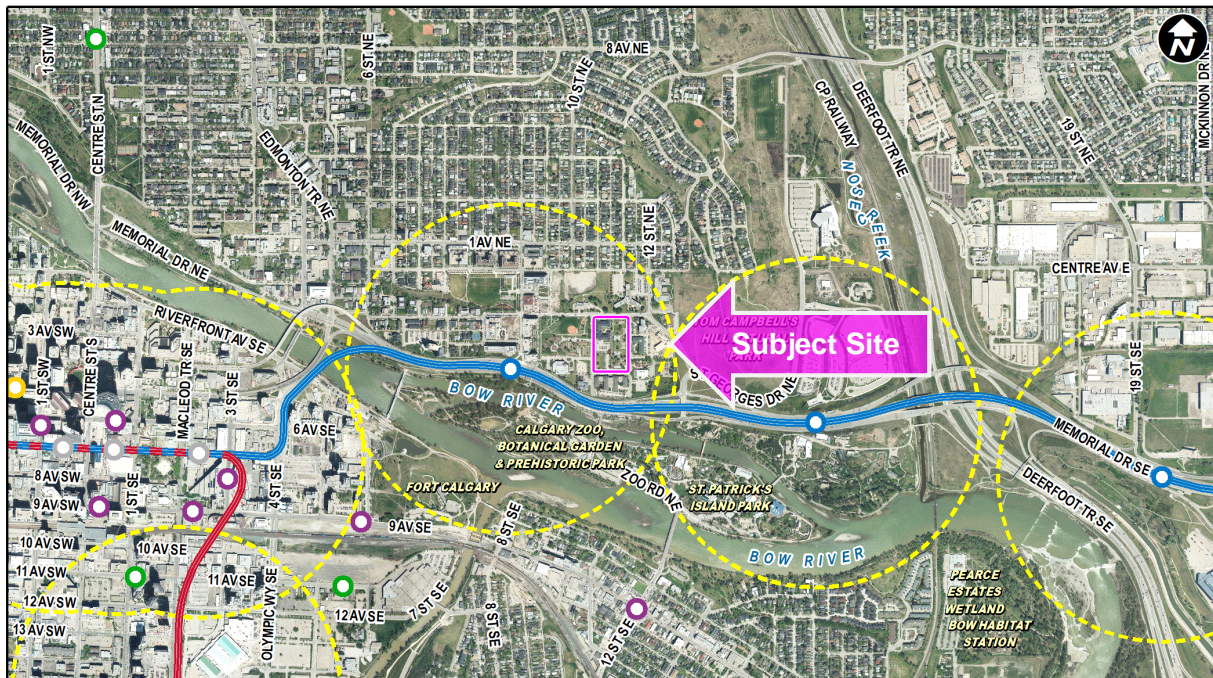 1 ST NW
CENTRE ST N
6 ST NE
8 AV NE
10 ST NE
CP RAILWAY
DEERFOOT TR NE
19 ST NE
MCKINNON DR NE
N
MEMORIAL DR NW
EDMONTON TR NE
NOSE
CREEK
MEMORIAL DR NE
1 AV NE
12 ST NE
CENTRE AV E
RIVERFRONT AV SE
3 AV SW
1 ST SW
CENTRE ST S
MACLEOD TR SE
3 ST SE
TOM CAMPBELL'S
HILL
PARK
Subject Site
ST GEORGES DR NE
19 ST SE
BOW RIVER
6 AV SE
CALGARY ZOO,
BOTANICAL GARDEN
& PREHISTORIC PARK
MEMORIAL DR SE
8 AV SW
9 AV SW
1 ST SE
4 ST SE
FORT CALGARY
ZOO RD NE
ST. PATRICK'S
ISLAND PARK
DEERFOOT TR SE
9 AV SE
8 ST SE
BOW RIVER
10 AV SW
10 AV SE
11 AV SW
11 AV SE
12 AV SW
12 AV SE
13 AV SW
OLYMPIC WY SE
7 ST SE
8 ST SE
12 ST SE
PEARCE
ESTATES
WETLAND
BOW HABITAT
STATION